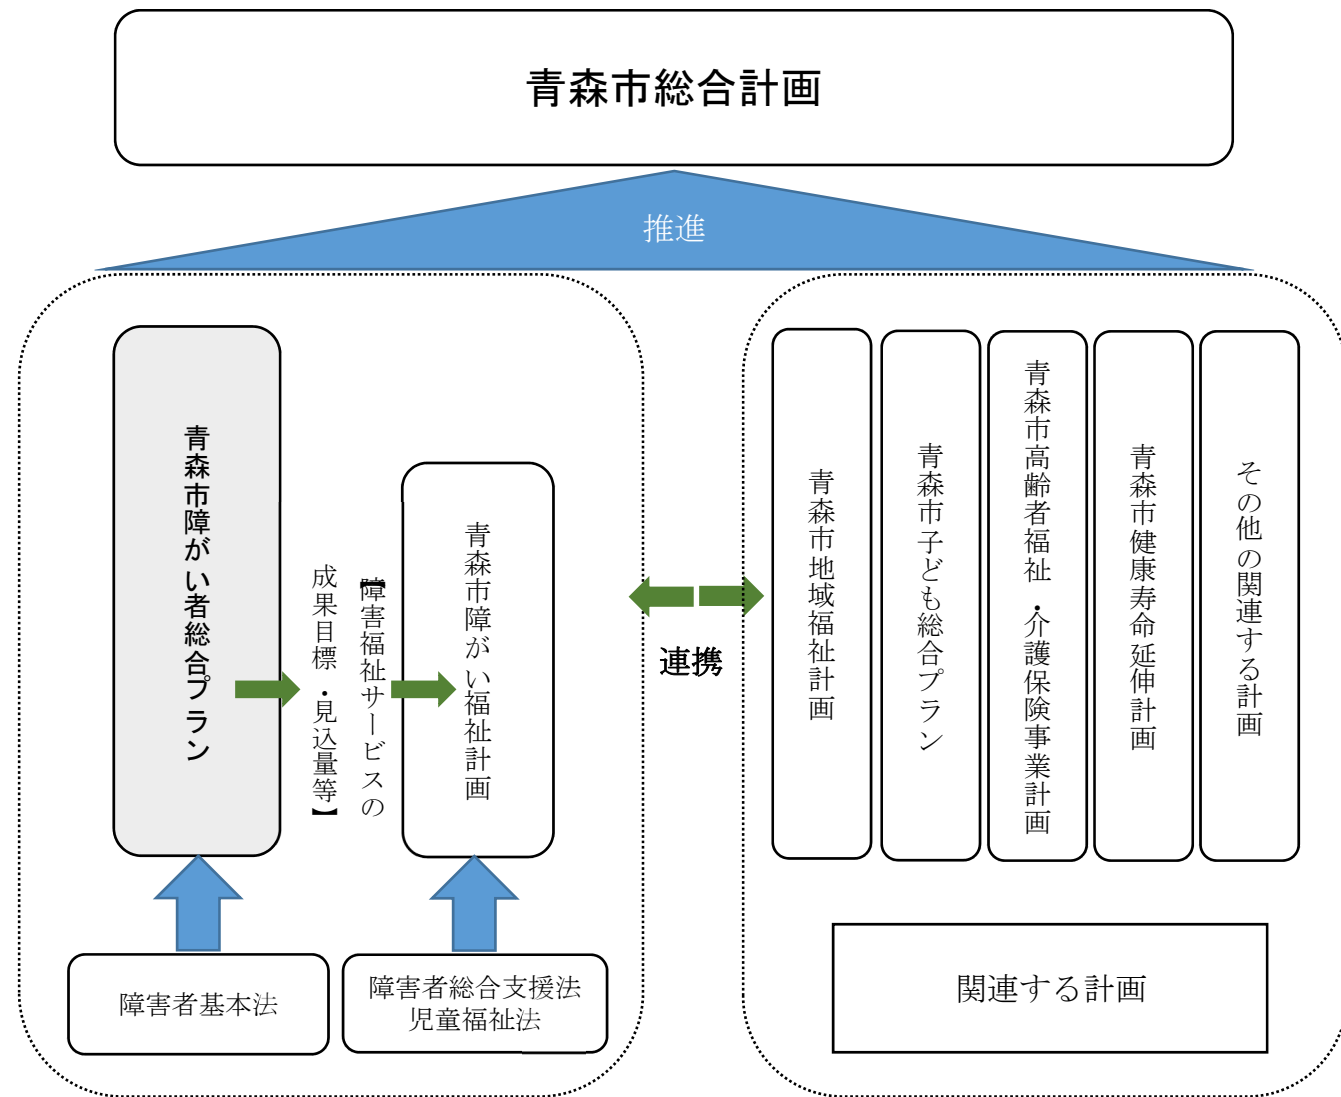 青森市総合計画
推進
青森市障がい者総合プラン
【障害福祉サービスの
成果目標・見込量等】
青森市障がい福祉計画
障害者基本法
障害者総合支援法
児童福祉法
連携
青森市地域福祉計画
青森市子ども総合プラン
青森市高齢者福祉・介護保険事業計画
青森市健康寿命延伸計画
その他の関連する計画
関連する計画